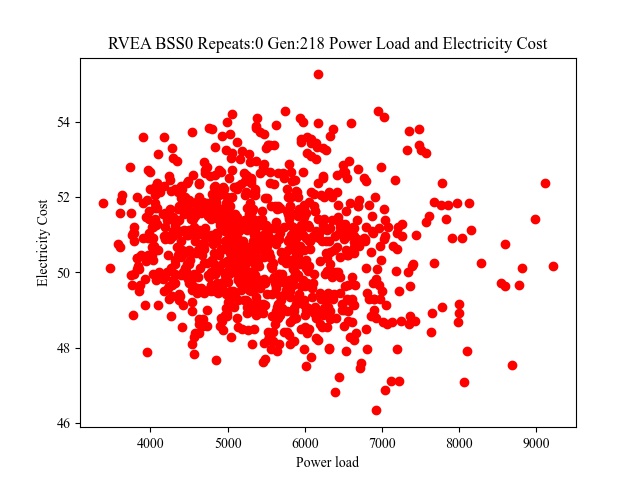 RVEA BSS0 Repeats:0 Gen:218 Power Load and Electricity Cost
Electricity Cost
54
52
50
48
46
4000 5000 6000 7000 8000 9000
Power load